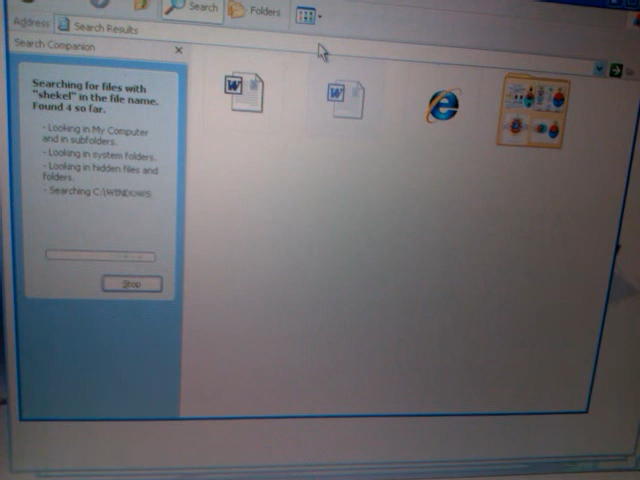 Search
Folders
Address
Search Results
Search Companion
Searching for files with
"shekel" in the file name.
Found 4 so far.
- Looking in My Computer
and in subfolders.
- Looking in system folders.
- Looking in hidden files and
folders.
- Searching C:\WINDOWS
Stop